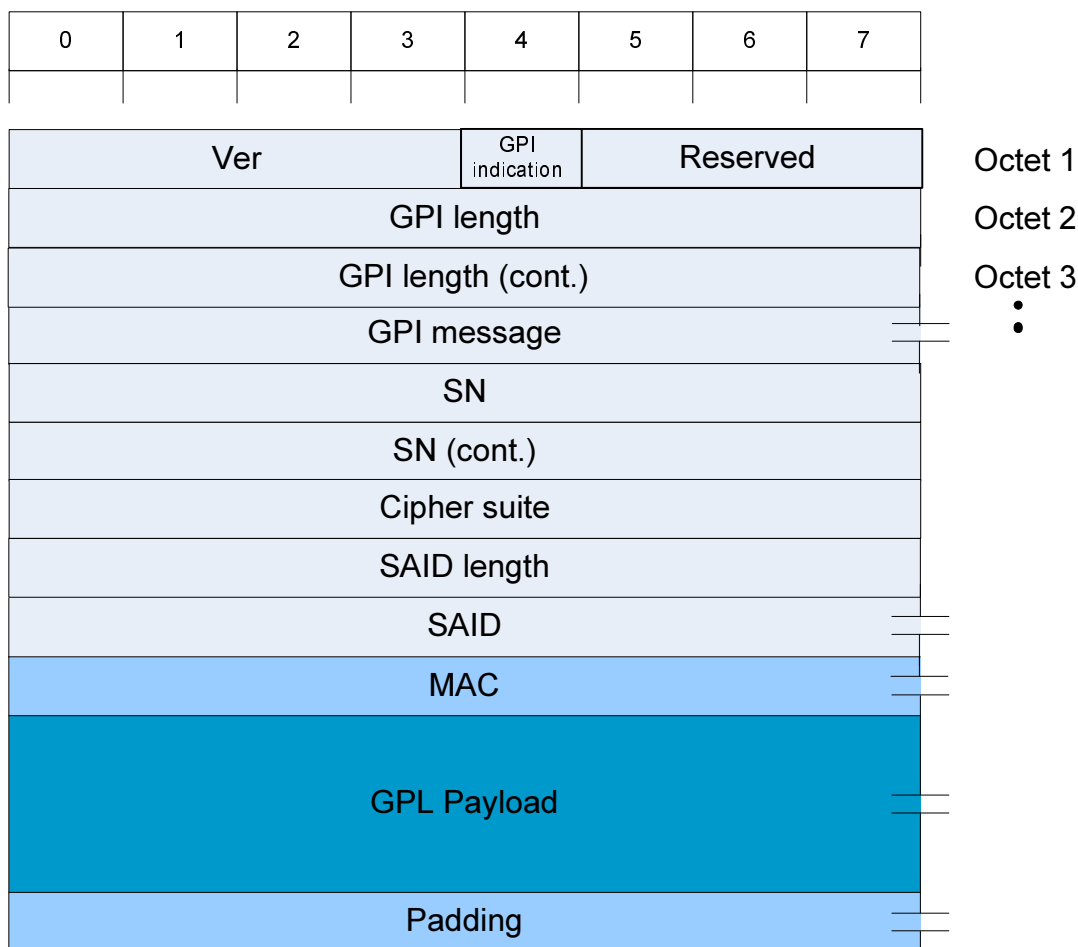 0 1 2 3 4 5 6 7
Ver GPI indication Reserved Octet 1
GPI length Octet 2
GPI length (cont.) Octet 3
GPI message
SN
SN (cont.)
Cipher suite
SAID length
SAID
MAC
GPL Payload
Padding